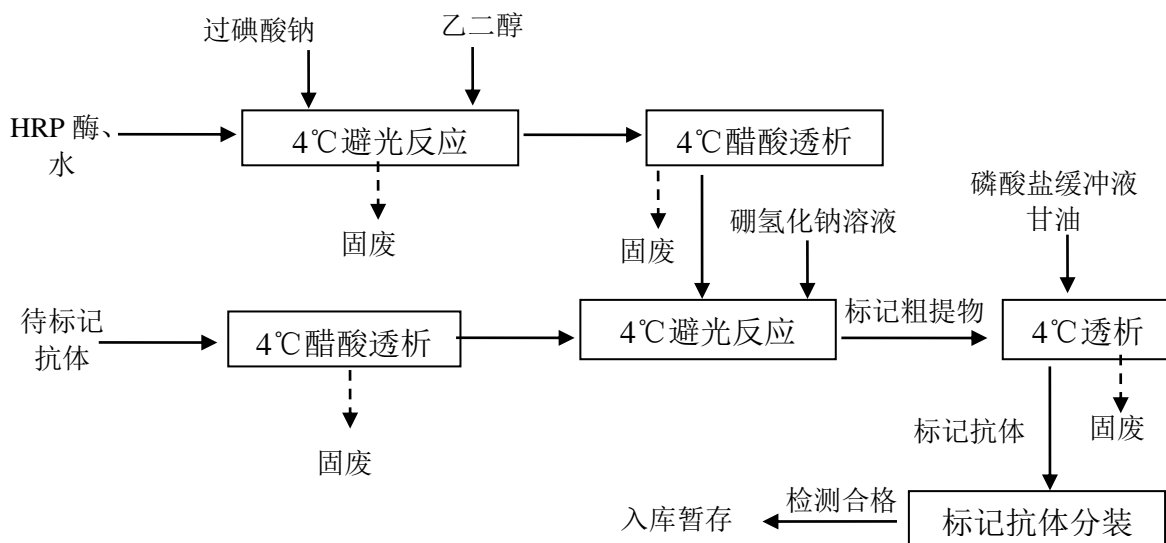 过碘酸钠
乙二醇
HRP 酶、
水
4℃避光反应
4℃醋酸透析
固废
固废
磷酸盐缓冲液
甘油
硼氢化钠溶液
待标记
抗体
4℃醋酸透析
4℃避光反应
标记粗提物
4℃透析
固废
标记抗体
固废
入库暂存
检测合格
标记抗体分装